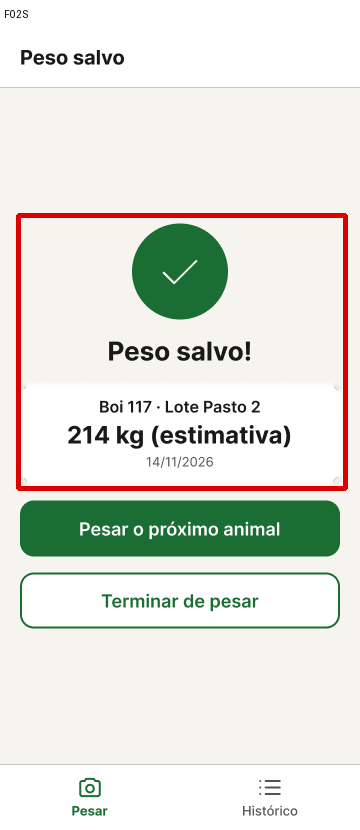 F02S
Peso salvo
Peso salvo!
Boi 117 · Lote Pasto 2
214 kg (estimativa)
14/11/2026
Pesar o próximo animal
Terminar de pesar
Pesar
Histórico